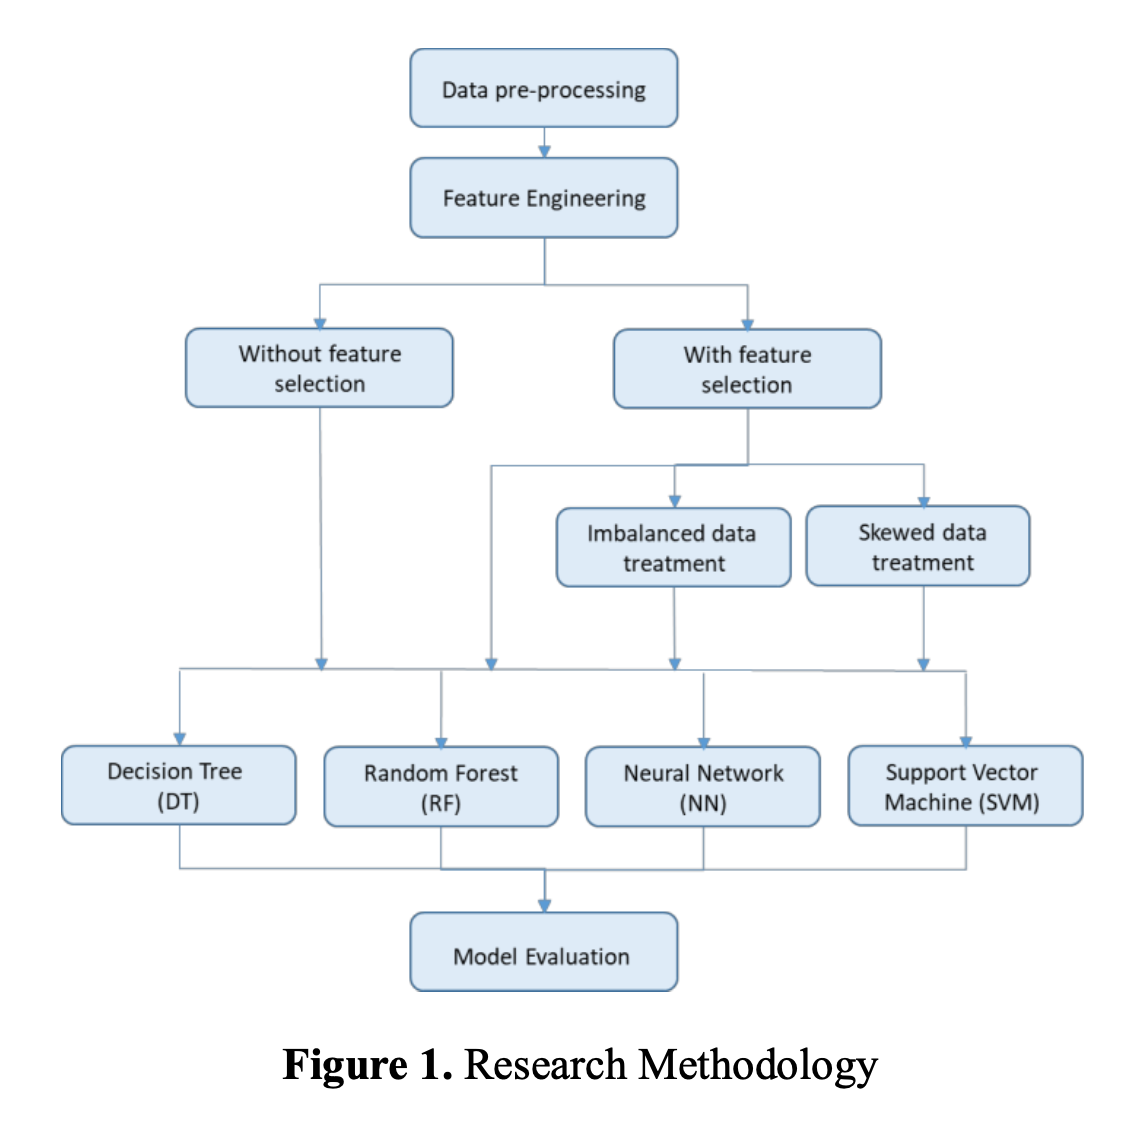 Data pre-processing
Feature Engineering
Without feature
selection
With feature
selection
Imbalanced data
treatment
Skewed data
treatment
Decision Tree
(DT)
Random Forest
(RF)
Neural Network
(NN)
Support Vector
Machine (SVM)
Model Evaluation
Figure 1. Research Methodology